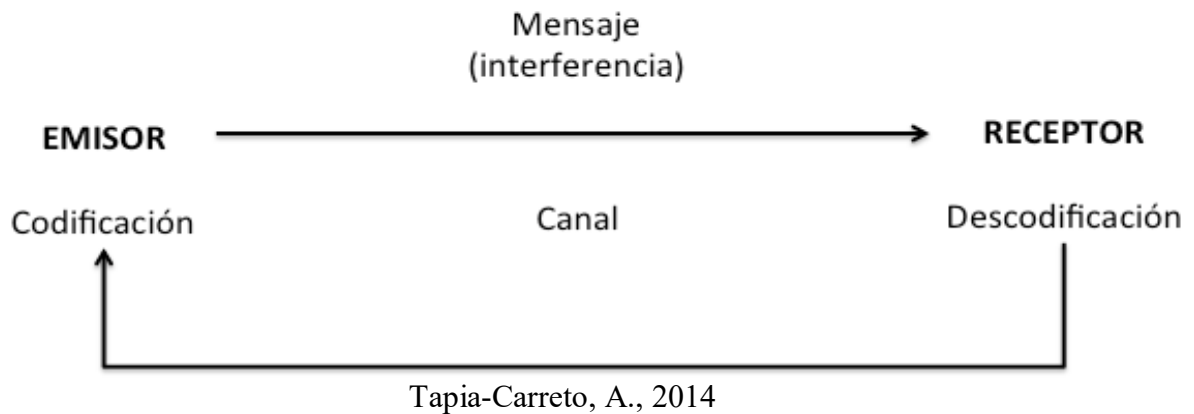 Mensaje
(interferencia)
EMISOR
RECEPTOR
Codificación
Canal
Descodificación
Tapia-Carreto, A., 2014